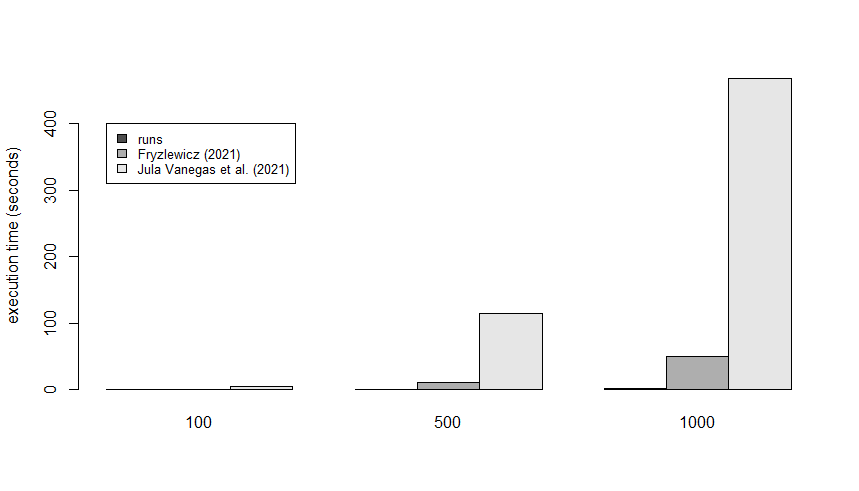 execution time (seconds)
400
300
200
100
0
runs
Fryzlewicz (2021)
Jula Vanegas et al. (2021)
100
500
1000